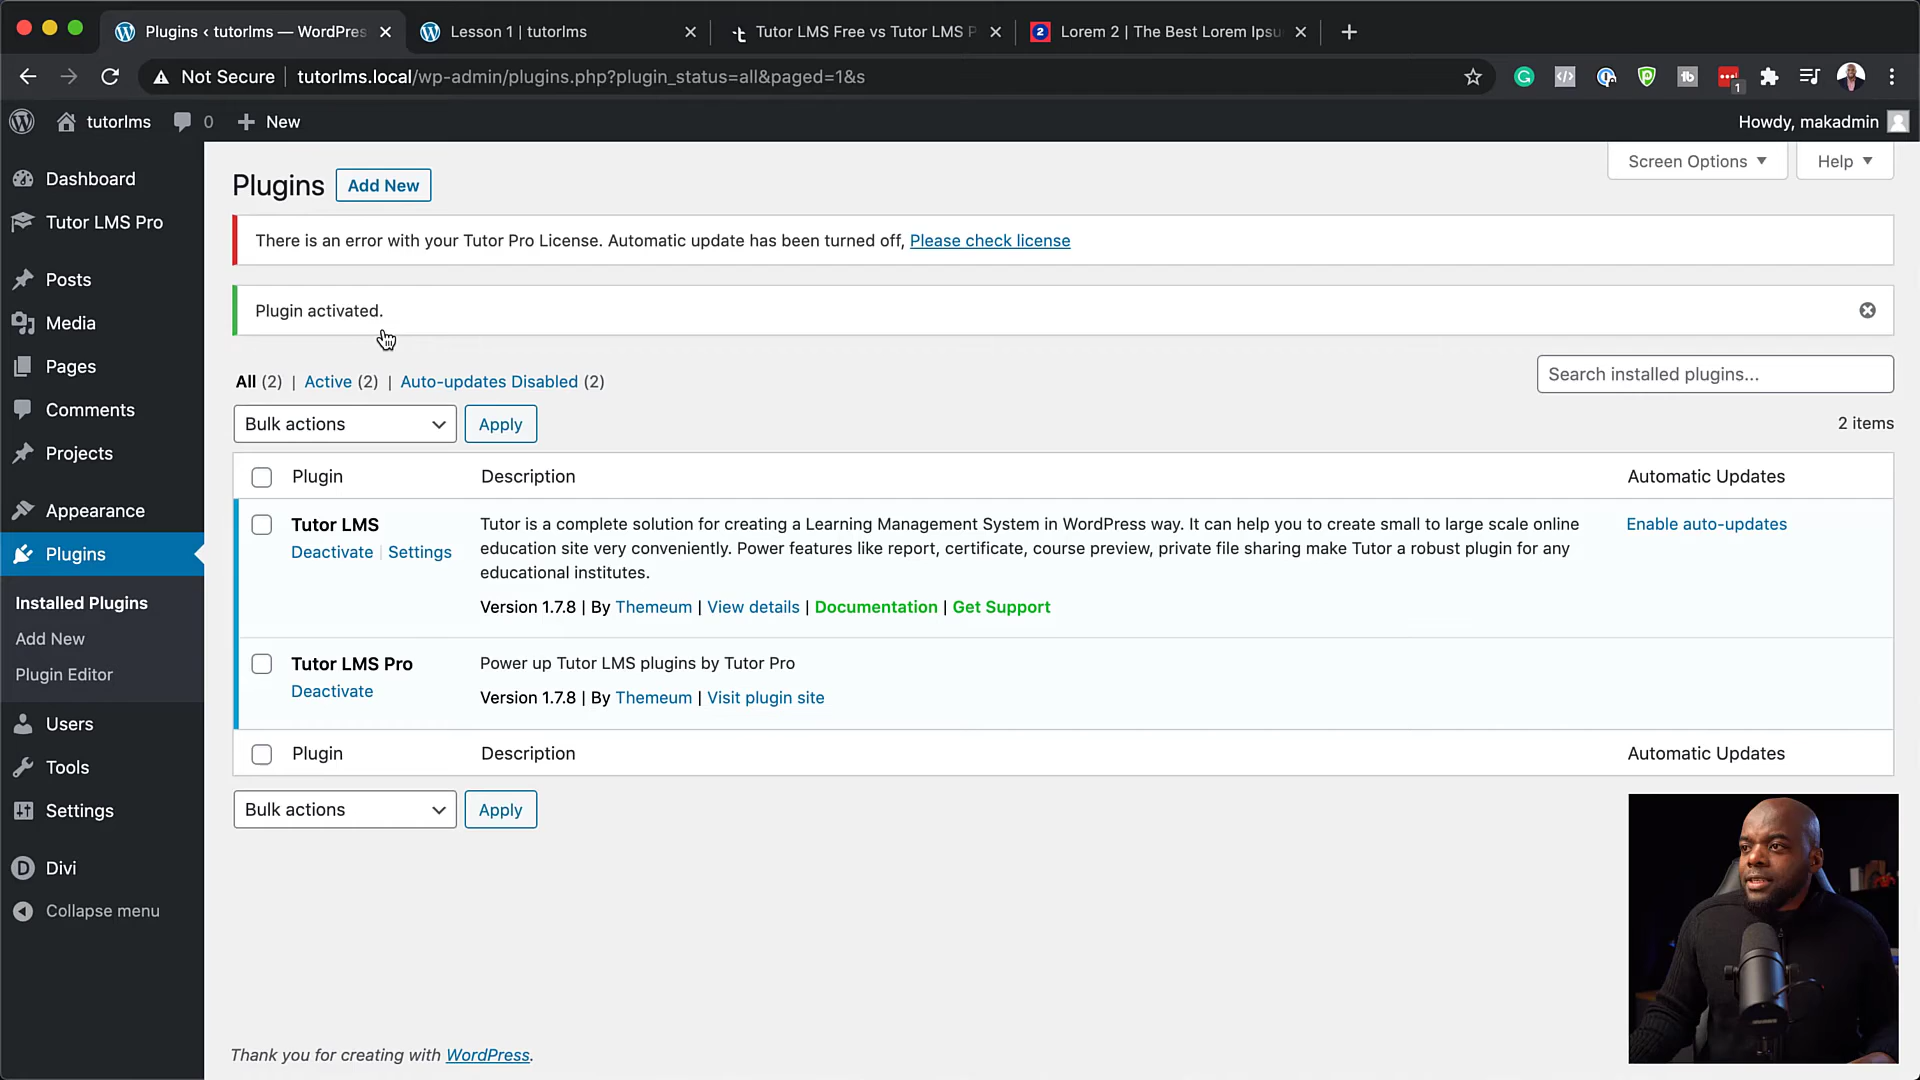 Plugins ‹ tutorlms — WordPres
Lesson 1 | tutorlms
Tutor LMS Free vs Tutor LMS P
2 Lorem 2 | The Best Lorem Ipsu
Not Secure
tutorlms.local/wp-admin/plugins.php?plugin_status=all&paged=1&s
1
tutorlms
0
New
Howdy, makadmin
Dashboard
Tutor LMS Pro
Posts
Media
Pages
Comments
Projects
Appearance
Plugins
Installed Plugins
Add New
Plugin Editor
Users
Tools
Settings
Divi
Collapse menu
Screen Options
Help
Plugins
Add New
There is an error with your Tutor Pro License. Automatic update has been turned off, Please check license
Plugin activated.
All (2) | Active (2) | Auto-updates Disabled (2)
Search installed plugins...
Bulk actions
Apply
2 items
Plugin
Description
Automatic Updates
Tutor LMS
Deactivate | Settings
Tutor is a complete solution for creating a Learning Management System in WordPress way. It can help you to create small to large scale online
education site very conveniently. Power features like report, certificate, course preview, private file sharing make Tutor a robust plugin for any
educational institutes.
Version 1.7.8 | By Themeum | View details | Documentation | Get Support
Enable auto-updates
Tutor LMS Pro
Deactivate
Power up Tutor LMS plugins by Tutor Pro
Version 1.7.8 | By Themeum | Visit plugin site
Plugin
Description
Automatic Updates
Bulk actions
Apply
Thank you for creating with WordPress.